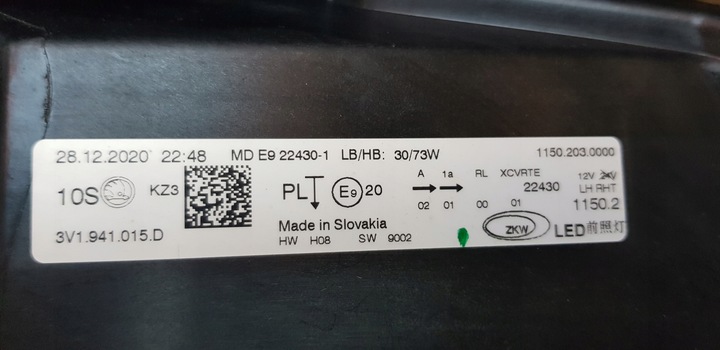 28.12.2020 22:48 MD E9 22430-1 LB/HB: 30/73W 1150.203.0000
10S KZ3 PL E9 20 A 1a RL XCVRTE 12V 24V
22430 LH RHT
02 01 00 01 1150.2
3V1.941.015.D Made in Slovakia ZKW LED前照灯
HW H08 SW 9002